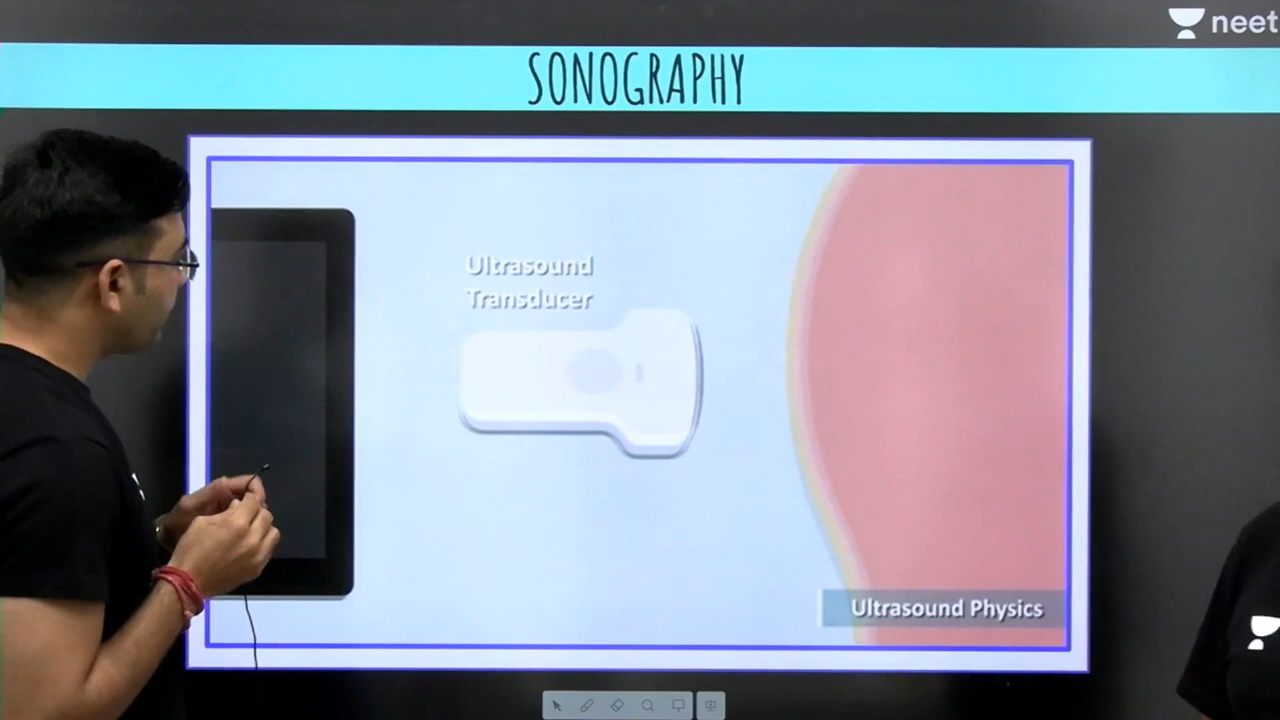 neet
SONOGRAPHY
Ultrasound
Transducer
Ultrasound Physics